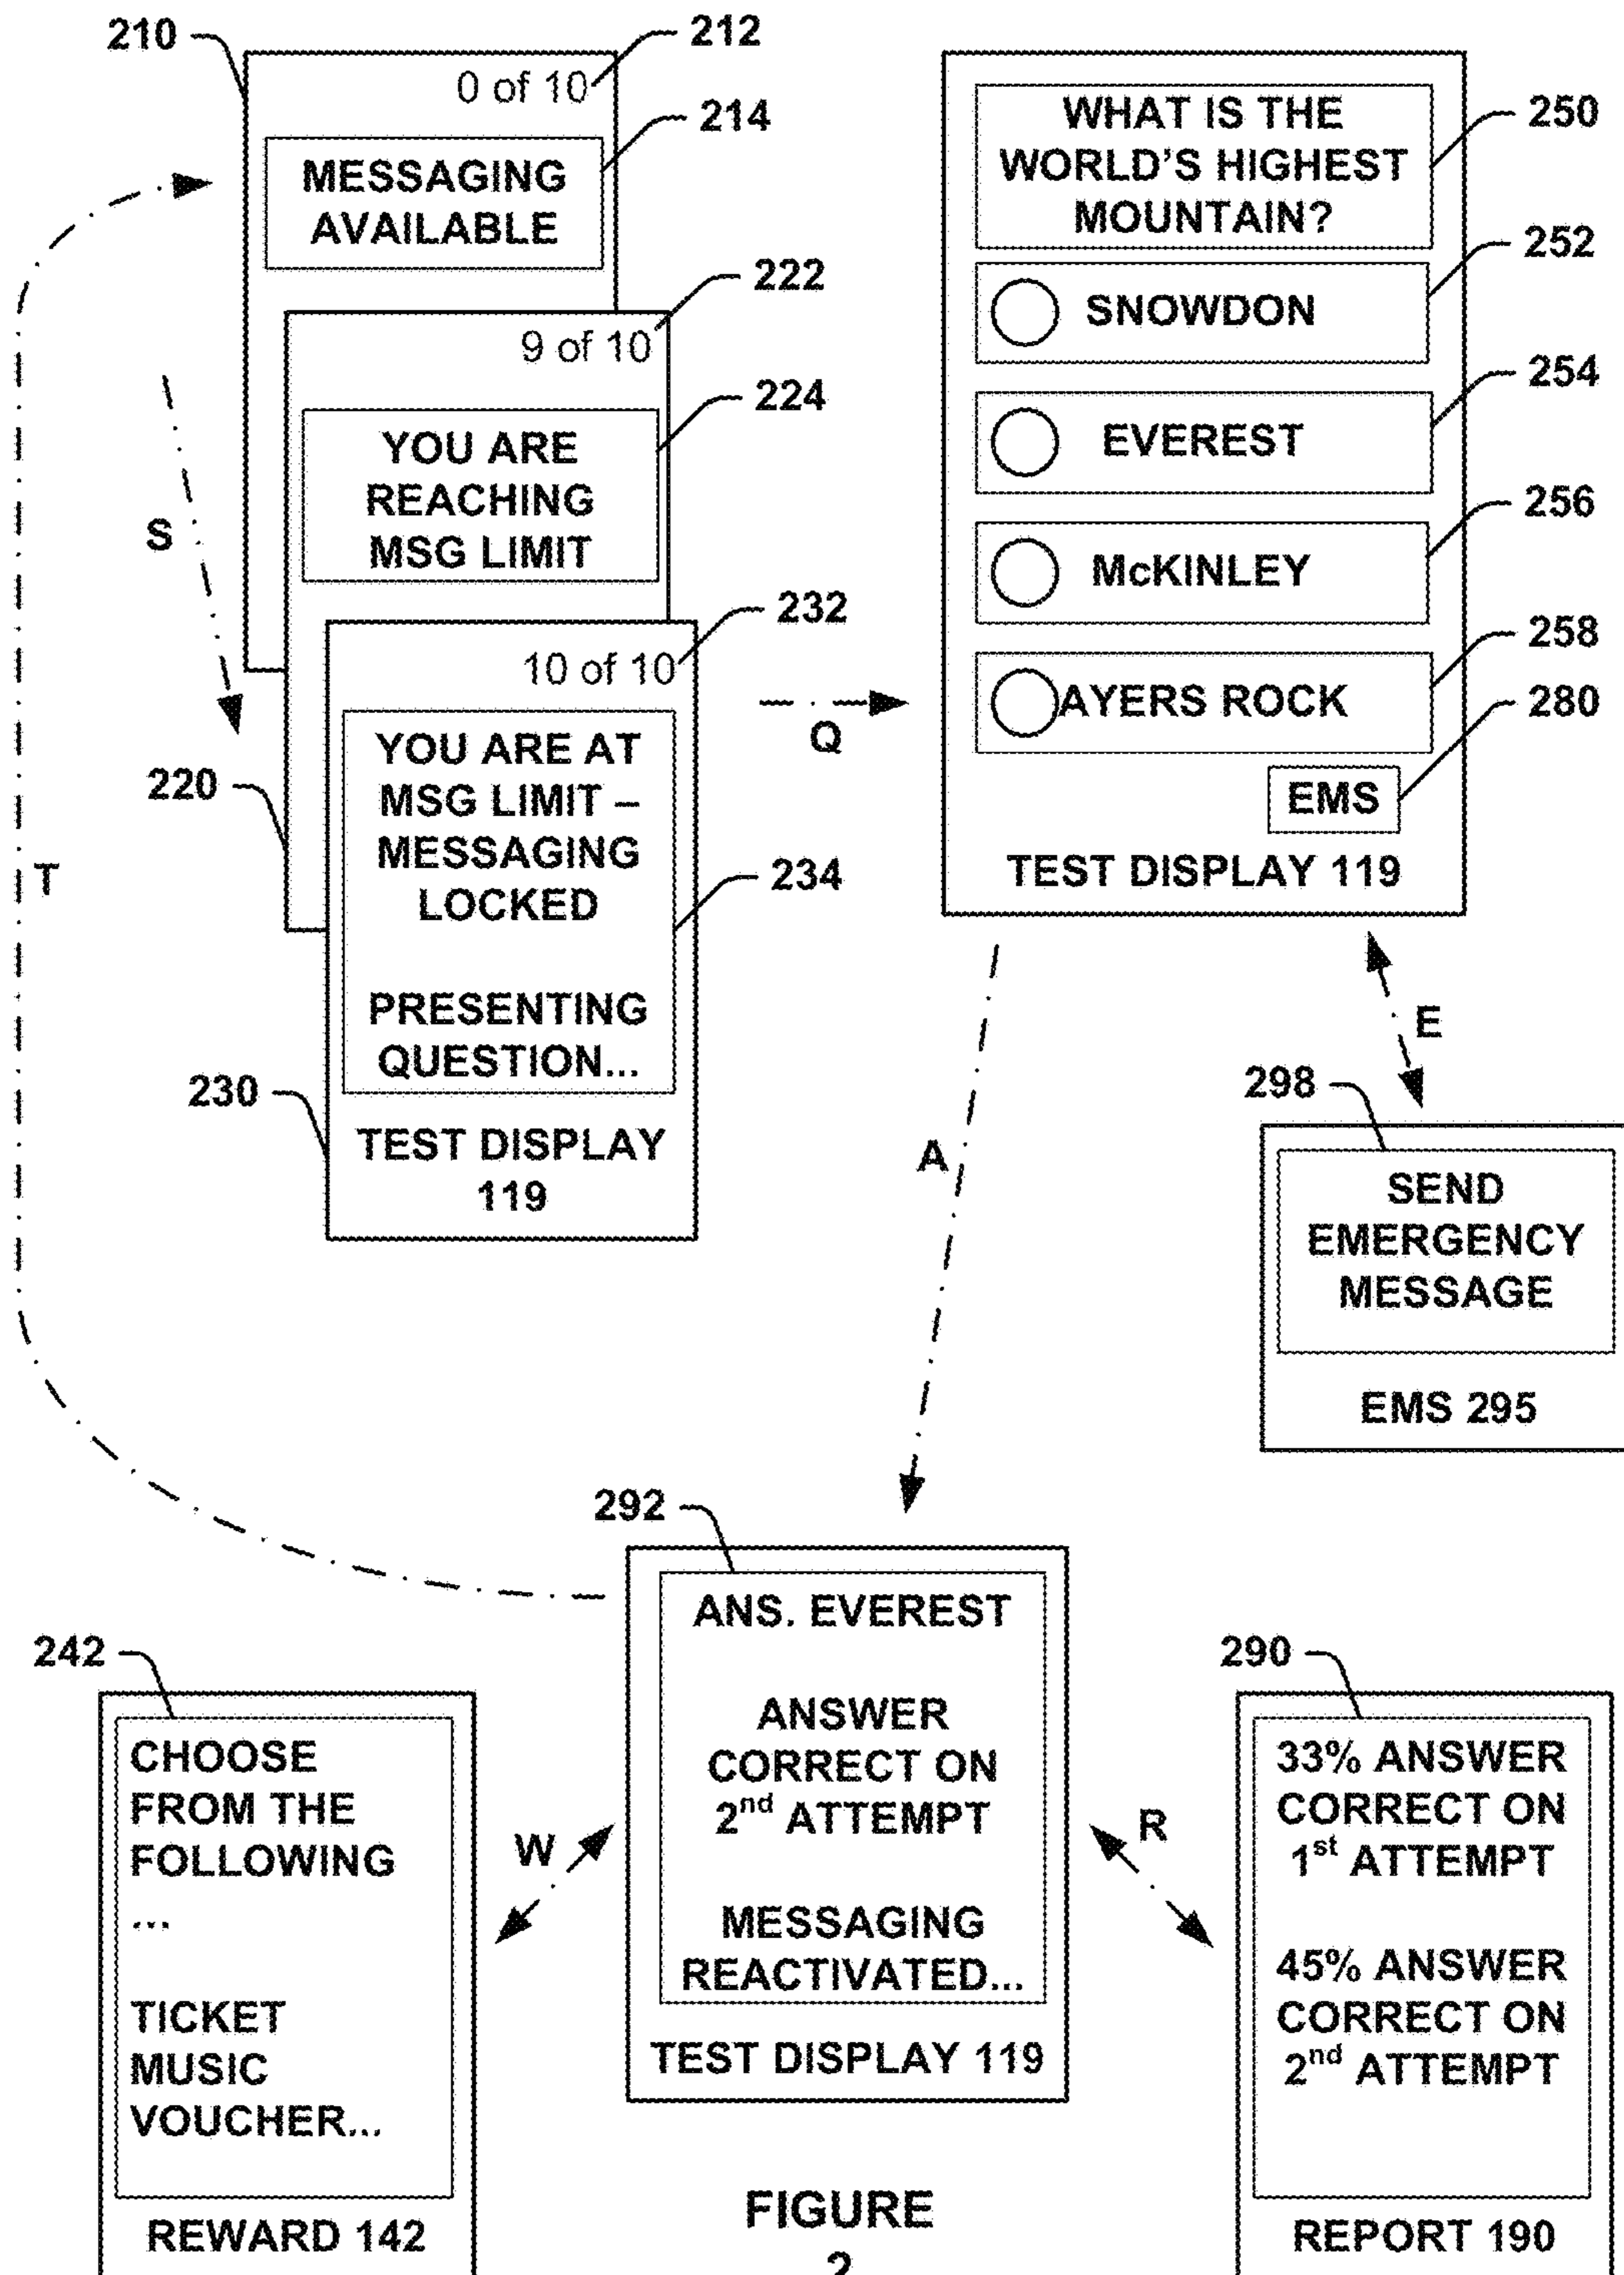 210
212
0 of 10
214
MESSAGING
AVAILABLE
222
9 of 10
224
YOU ARE
REACHING
MSG LIMIT
S
220
232
10 of 10
YOU ARE AT
MSG LIMIT –
MESSAGING
LOCKED
PRESENTING
QUESTION...
234
230
TEST DISPLAY
119
T
Q
WHAT IS THE
WORLD'S HIGHEST
MOUNTAIN?
250
252
SNOWDON
254
EVEREST
256
McKINLEY
258
AYERS ROCK
280
EMS
TEST DISPLAY 119
A
E
298
SEND
EMERGENCY
MESSAGE
EMS 295
292
ANS. EVEREST
ANSWER
CORRECT ON
2nd ATTEMPT
MESSAGING
REACTIVATED...
TEST DISPLAY 119
242
CHOOSE
FROM THE
FOLLOWING
...
TICKET
MUSIC
VOUCHER...
REWARD 142
W
R
290
33% ANSWER
CORRECT ON
1st ATTEMPT
45% ANSWER
CORRECT ON
2nd ATTEMPT
REPORT 190
FIGURE
2